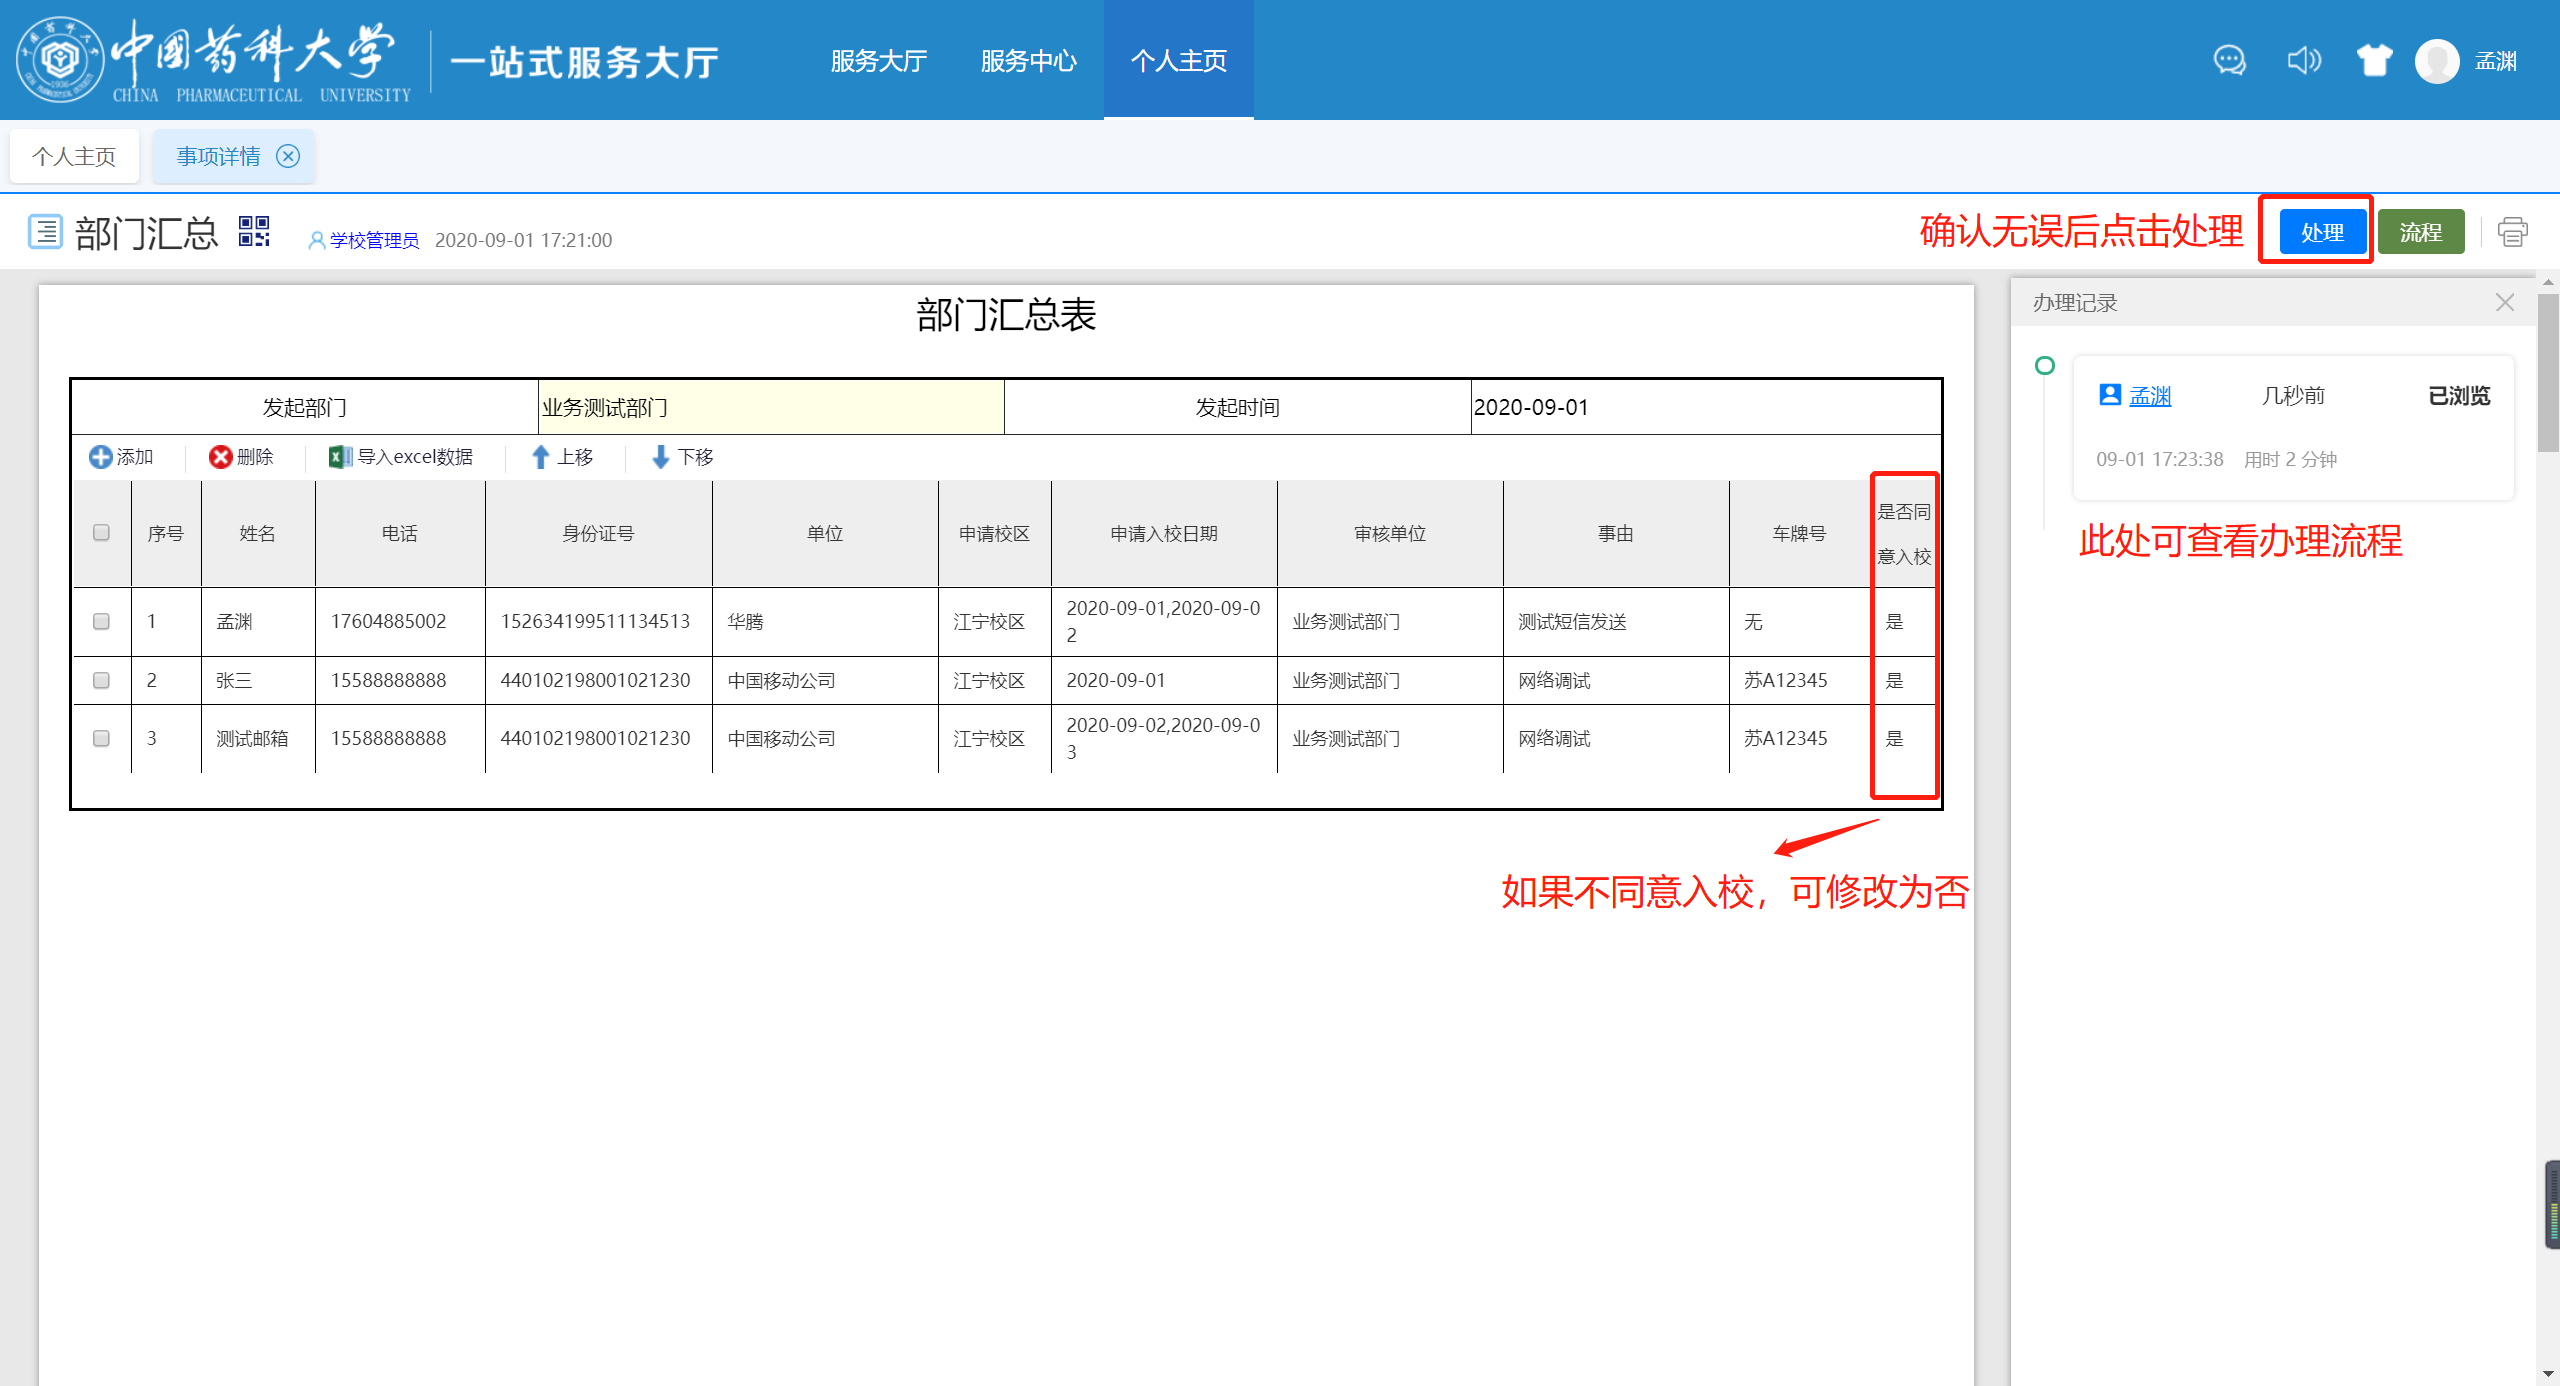 中国药科大学
CHINA PHARMACEUTICAL UNIVERSITY
一站式服务大厅
服务大厅 服务中心 个人主页
孟渊
个人主页 事项详情
部门汇总 学校管理员 2020-09-01 17:21:00
确认无误后点击处理 处理 流程
部门汇总表
发起部门 业务测试部门 发起时间 2020-09-01
添加 删除 导入excel数据 上移 下移
序号 姓名 电话 身份证号 单位 申请校区 申请入校日期 审核单位 事由 车牌号 是否同
意入校
1 孟渊 17604885002 152634199511134513 华腾 江宁校区 2020-09-01,2020-09-0 业务测试部门 测试短信发送 无 是
2
2 张三 15588888888 440102198001021230 中国移动公司 江宁校区 2020-09-01 业务测试部门 网络调试 苏A12345 是
3 测试邮箱 15588888888 440102198001021230 中国移动公司 江宁校区 2020-09-02,2020-09-0 业务测试部门 网络调试 苏A12345 是
3
如果不同意入校，可修改为否
办理记录
孟渊 几秒前 已浏览
09-01 17:23:38 用时 2 分钟
此处可查看办理流程